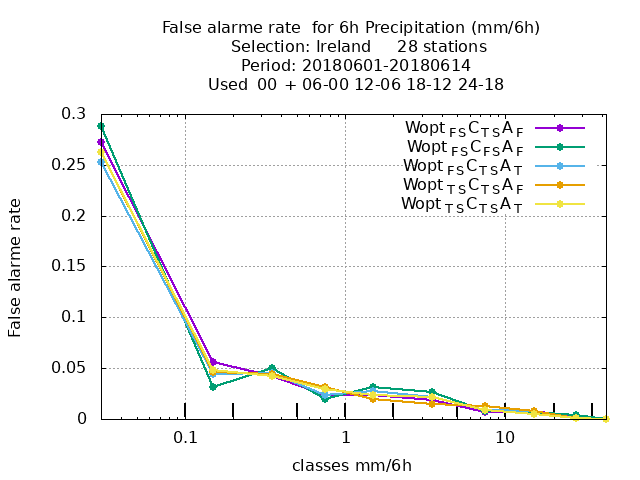 False alarme rate  for 6h Precipitation (mm/6h)
Selection: Ireland     28 stations
Period: 20180601-20180614
Used  00 + 06-00 12-06 18-12 24-18
Wopt FS C TS A F
Wopt FS C FS A F
Wopt FS C TS A T
Wopt TS C TS A F
Wopt TS C TS A T
0.3
0.25
0.2
0.15
0.1
0.05
0
False alarme rate
0.1 1 10
classes mm/6h